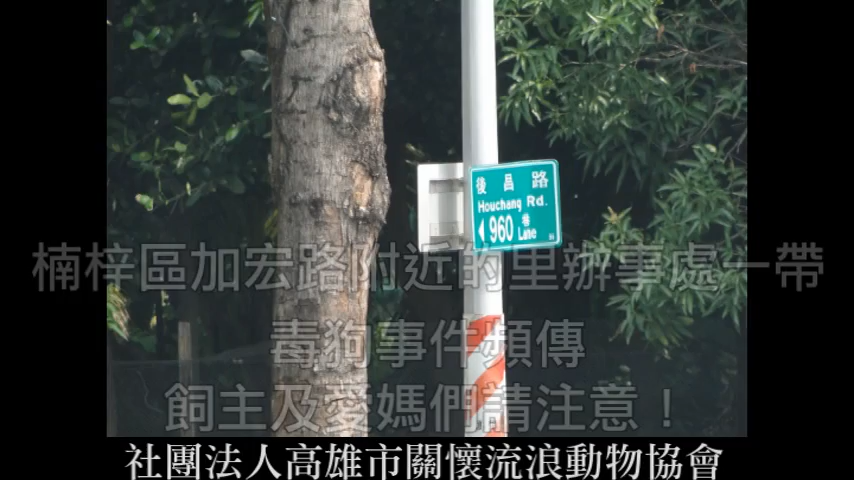 後昌路
Houchang Rd.
960 巷
Lane
楠梓區加宏路附近的里辦事處一帶
毒狗事件頻傳
飼主及愛媽們請注意！
社團法人高雄市關懷流浪動物協會